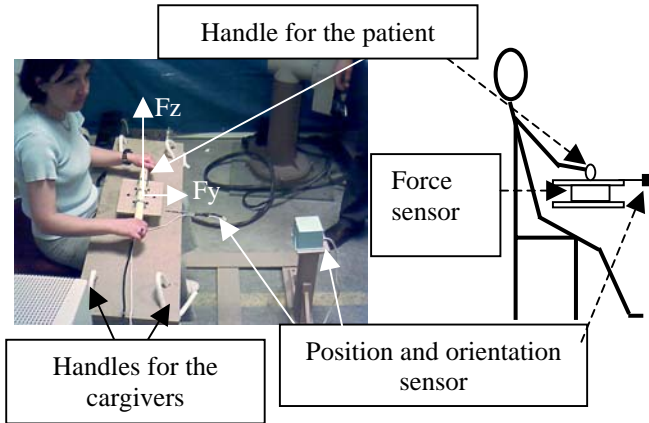 Handle for the patient
Fz
Fy
Force
sensor
Handles for the
cargivers
Position and orientation
sensor